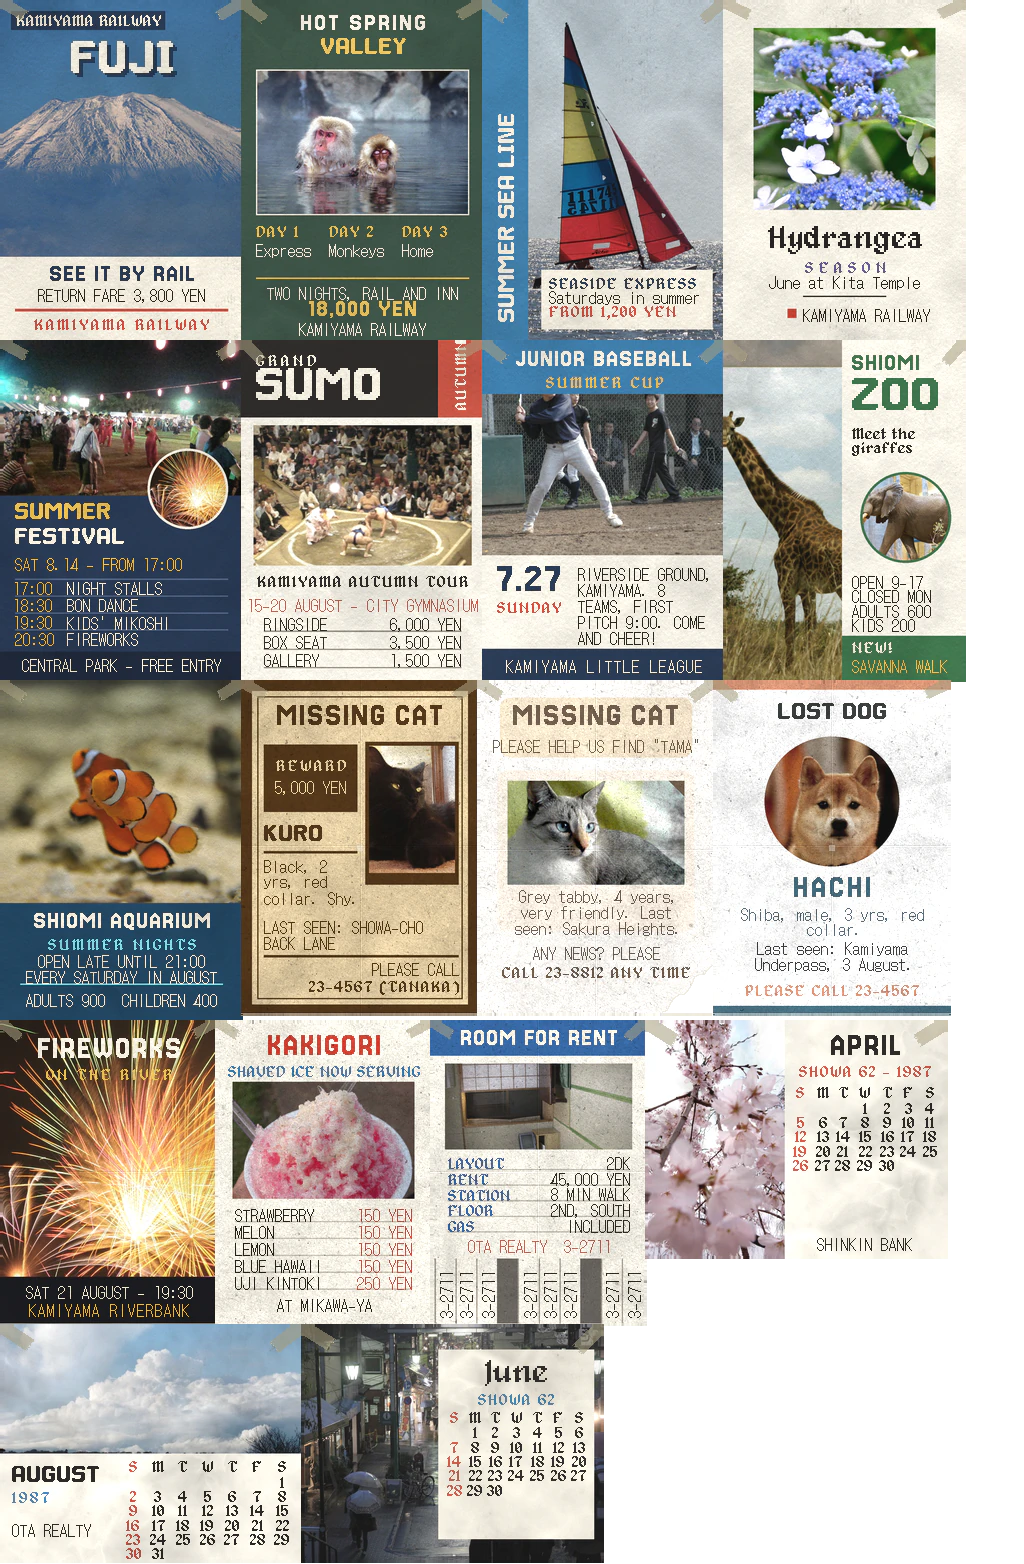 KAMIYAMA RAILWAY
FUJI
SEE IT BY RAIL
RETURN FARE 3,800 YEN
KAMIYAMA RAILWAY
HOT SPRING
VALLEY
DAY 1 DAY 2 DAY 3
Express Monkeys Home
TWO NIGHTS, RAIL AND INN
18,000 YEN
KAMIYAMA RAILWAY
SUMMER SEA LINE
SEASIDE EXPRESS
Saturdays in summer
FROM 1,200 YEN
Hydrangea
SEASON
June at Kita Temple
KAMIYAMA RAILWAY
SUMMER
FESTIVAL
SAT 8.14 - FROM 17:00
17:00 NIGHT STALLS
18:30 BON DANCE
19:30 KIDS' MIKOSHI
20:30 FIREWORKS
CENTRAL PARK - FREE ENTRY
GRAND
SUMO
AUTUMN
KAMIYAMA AUTUMN TOUR
15-20 AUGUST - CITY GYMNASIUM
RINGSIDE 6,000 YEN
BOX SEAT 3,500 YEN
GALLERY 1,500 YEN
JUNIOR BASEBALL
SUMMER CUP
7.27
SUNDAY
RIVERSIDE GROUND,
KAMIYAMA. 8
TEAMS, FIRST
PITCH 9:00. COME
AND CHEER!
KAMIYAMA LITTLE LEAGUE
SHIOMI
ZOO
Meet the
giraffes
OPEN 9-17
CLOSED MON
ADULTS 600
KIDS 200
NEW!
SAVANNA WALK
SHIOMI AQUARIUM
SUMMER NIGHTS
OPEN LATE UNTIL 21:00
EVERY SATURDAY IN AUGUST
ADULTS 900 CHILDREN 400
MISSING CAT
REWARD
5,000 YEN
KURO
Black, 2
yrs, red
collar. Shy.
LAST SEEN: SHOWA-CHO
BACK LANE
PLEASE CALL
23-4567 (TANAKA)
MISSING CAT
PLEASE HELP US FIND "TAMA"
Grey tabby, 4 years,
very friendly. Last
seen: Sakura Heights.
ANY NEWS? PLEASE
CALL 23-8812 ANY TIME
LOST DOG
HACHI
Shiba, male, 3 yrs, red
collar.
Last seen: Kamiyama
Underpass, 3 August.
PLEASE CALL 23-4567
FIREWORKS
ON THE RIVER
SAT 21 AUGUST - 19:30
KAMIYAMA RIVERBANK
KAKIGORI
SHAVED ICE NOW SERVING
STRAWBERRY 150 YEN
MELON 150 YEN
LEMON 150 YEN
BLUE HAWAII 150 YEN
UJI KINTOKI 250 YEN
AT MIKAWA-YA
ROOM FOR RENT
LAYOUT 2DK
RENT 45,000 YEN
STATION 8 MIN WALK
FLOOR 2ND, SOUTH
GAS INCLUDED
OTA REALTY 3-2711
3-2711
3-2711
3-2711
3-2711
3-2711
3-2711
3-2711
3-2711
APRIL
SHOWA 62 - 1987
S M T W T F S
1 2 3 4
5 6 7 8 9 10 11
12 13 14 15 16 17 18
19 20 21 22 23 24 25
26 27 28 29 30
SHINKIN BANK
AUGUST
1987
OTA REALTY
S M T W T F S
1
2 3 4 5 6 7 8
9 10 11 12 13 14 15
16 17 18 19 20 21 22
23 24 25 26 27 28 29
30 31
June
SHOWA 62
S M T W T F S
1 2 3 4 5 6
7 8 9 10 11 12 13
14 15 16 17 18 19 20
21 22 23 24 25 26 27
28 29 30